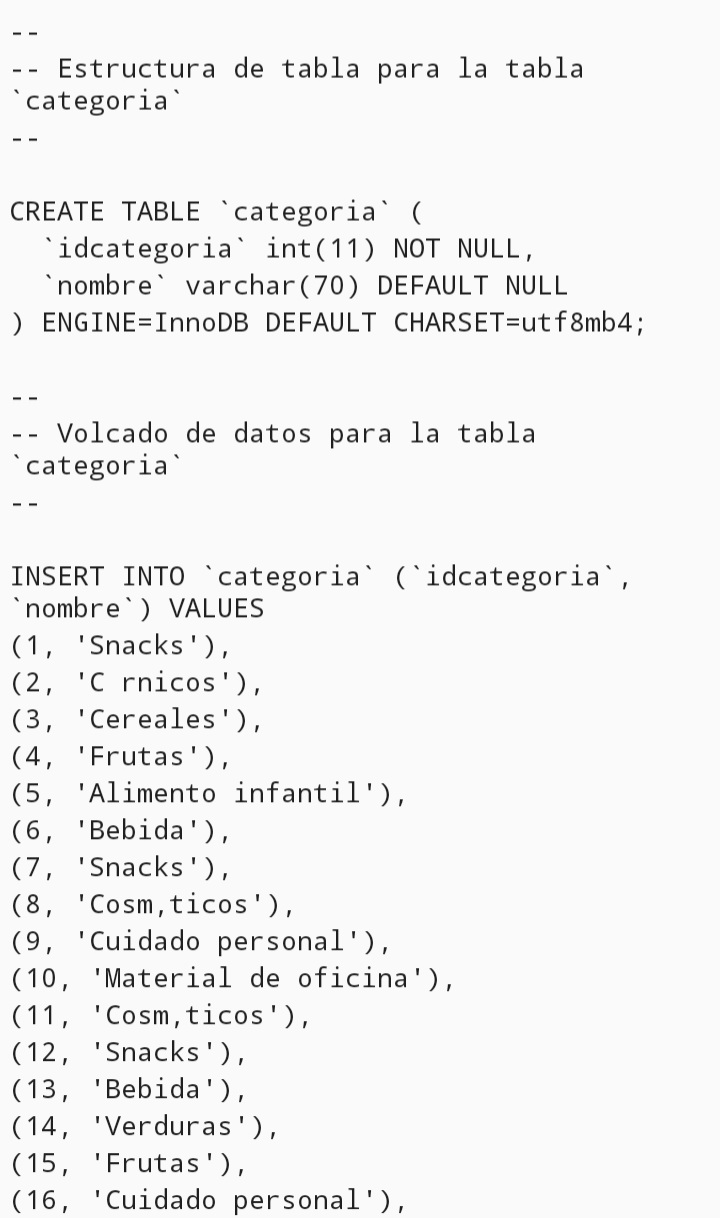 --
-- Estructura de tabla para la tabla
`categoria`
--
CREATE TABLE `categoria` (
  `idcategoria` int(11) NOT NULL,
  `nombre` varchar(70) DEFAULT NULL
) ENGINE=InnoDB DEFAULT CHARSET=utf8mb4;
--
-- Volcado de datos para la tabla
`categoria`
--
INSERT INTO `categoria` (`idcategoria`,
`nombre`) VALUES
(1, 'Snacks'),
(2, 'C rnicos'),
(3, 'Cereales'),
(4, 'Frutas'),
(5, 'Alimento infantil'),
(6, 'Bebida'),
(7, 'Snacks'),
(8, 'Cosm,ticos'),
(9, 'Cuidado personal'),
(10, 'Material de oficina'),
(11, 'Cosm,ticos'),
(12, 'Snacks'),
(13, 'Bebida'),
(14, 'Verduras'),
(15, 'Frutas'),
(16, 'Cuidado personal'),